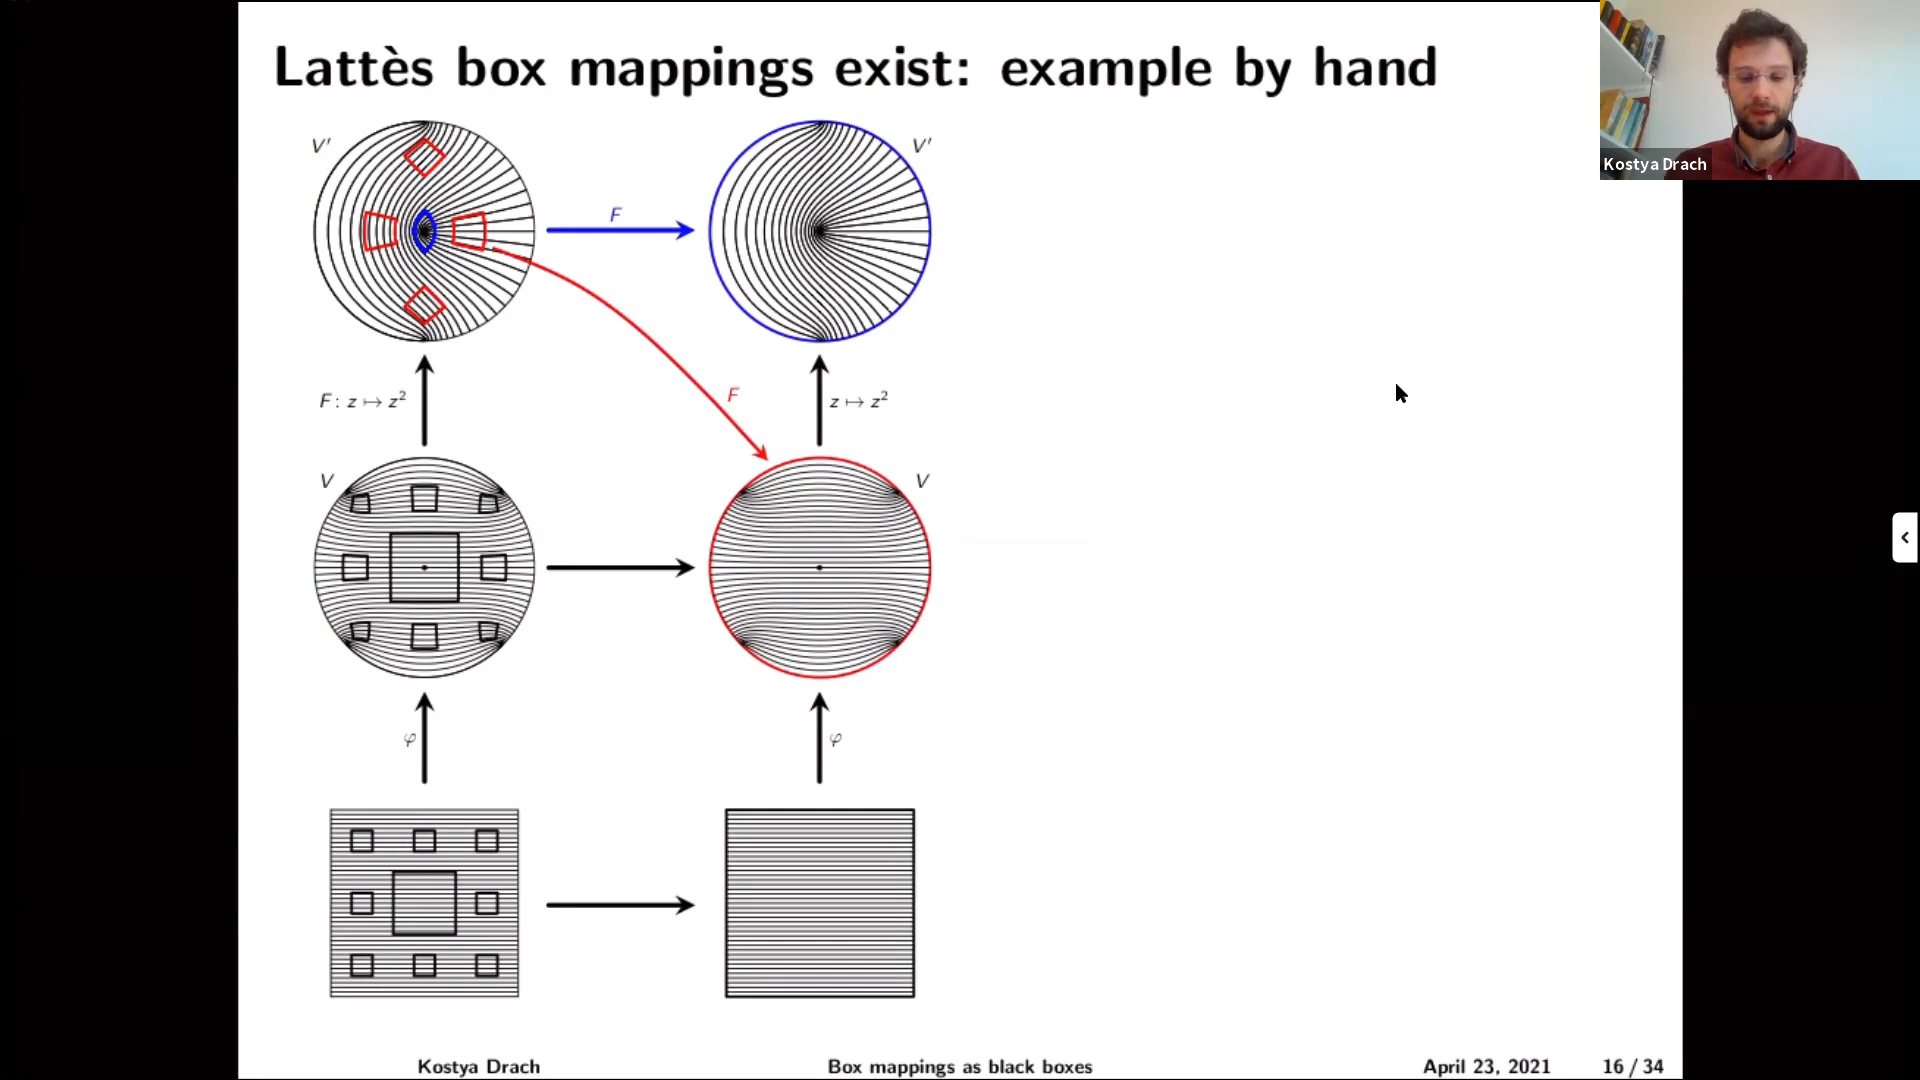 Lattès box mappings exist: example by hand
Kostya Drach
V′
F
V′
F: z ↦ z²
F
z ↦ z²
V
V
φ
φ
Kostya Drach
Box mappings as black boxes
April 23, 2021
16 / 34